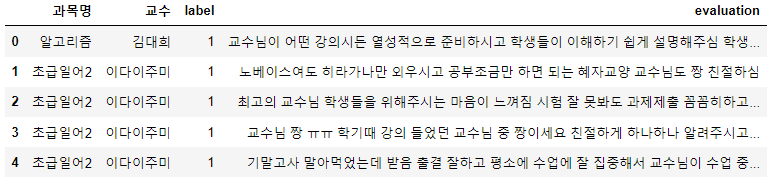 과목명 교수 label evaluation
0 알고리즘 김대희 1 교수님이 어떤 강의시든 열성적으로 준비하시고 학생들이 이해하기 쉽게 설명해주심 학생...
1 초급일어2 이다이주미 1 노베이스여도 히라가나만 외우시고 공부조금만 하면 되는 혜자교양 교수님도 짱 친절하심
2 초급일어2 이다이주미 1 최고의 교수님 학생들을 위해주시는 마음이 느껴짐 시험 잘 못봐도 과제제출 꼼꼼히하고...
3 초급일어2 이다이주미 1 교수님 짱 ㅠㅠ 학기때 강의 들었던 교수님 중 짱이세요 친절하게 하나하나 알려주시고...
4 초급일어2 이다이주미 1 기말고사 말아먹었는데 받음 출결 잘하고 평소에 수업에 잘 집중해서 교수님이 수업 중...